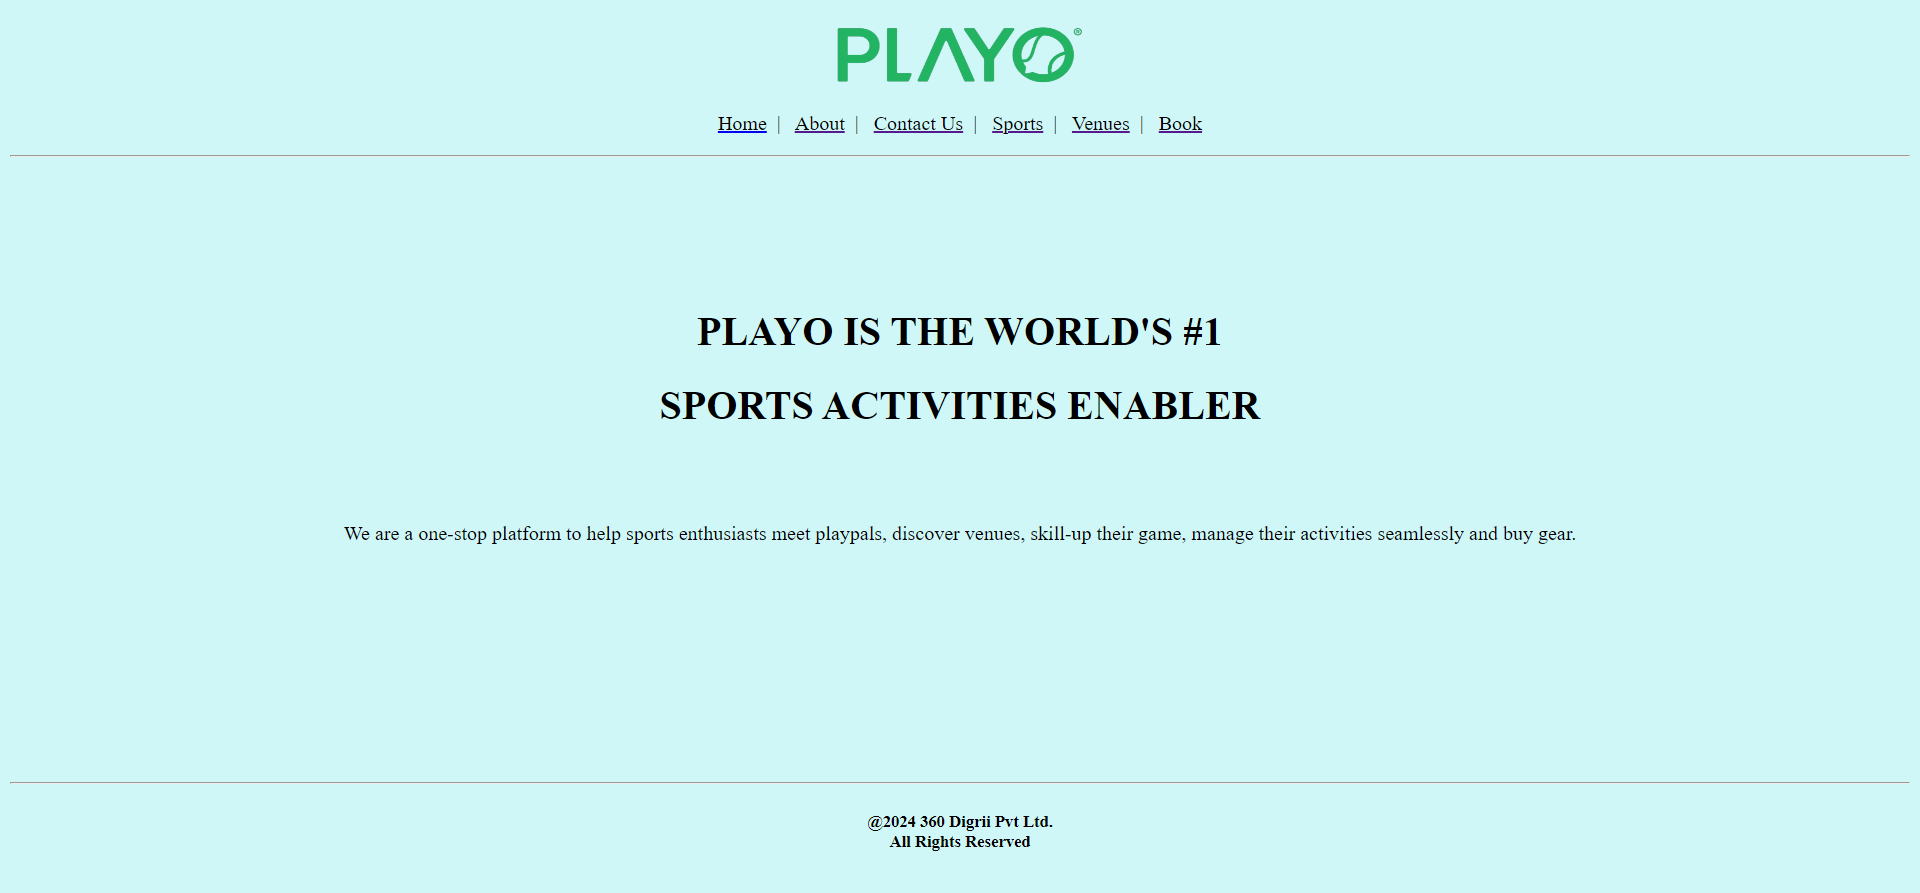 PLAYO®
Home | About | Contact Us | Sports | Venues | Book
PLAYO IS THE WORLD'S #1
SPORTS ACTIVITIES ENABLER
We are a one-stop platform to help sports enthusiasts meet playpals, discover venues, skill-up their game, manage their activities seamlessly and buy gear.
@2024 360 Digrii Pvt Ltd.
All Rights Reserved